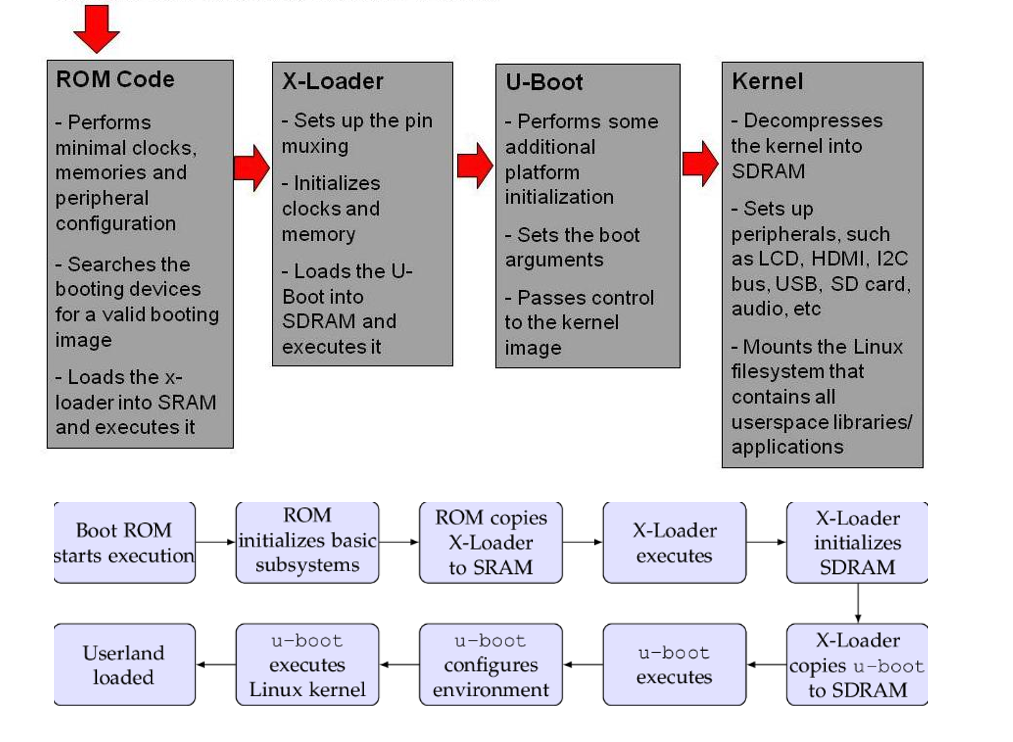 ROM Code
- Performs
minimal clocks,
memories and
peripheral
configuration
- Searches the
booting devices
for a valid booting
image
- Loads the x-
loader into SRAM
and executes it
X-Loader
- Sets up the pin
muxing
- Initializes
clocks and
memory
- Loads the U-
Boot into
SDRAM and
executes it
U-Boot
- Performs some
additional
platform
initialization
- Sets the boot
arguments
- Passes control
to the kernel
image
Kernel
- Decompresses
the kernel into
SDRAM
- Sets up
peripherals, such
as LCD, HDMI, I2C
bus, USB, SD card,
audio, etc
- Mounts the Linux
filesystem that
contains all
userspace libraries/
applications
Boot ROM
starts execution
ROM
initializes basic
subsystems
ROM copies
X-Loader
to SRAM
X-Loader
executes
X-Loader
initializes
SDRAM
X-Loader
copies u-boot
to SDRAM
u-boot
executes
u-boot
configures
environment
u-boot
executes
Linux kernel
Userland
loaded